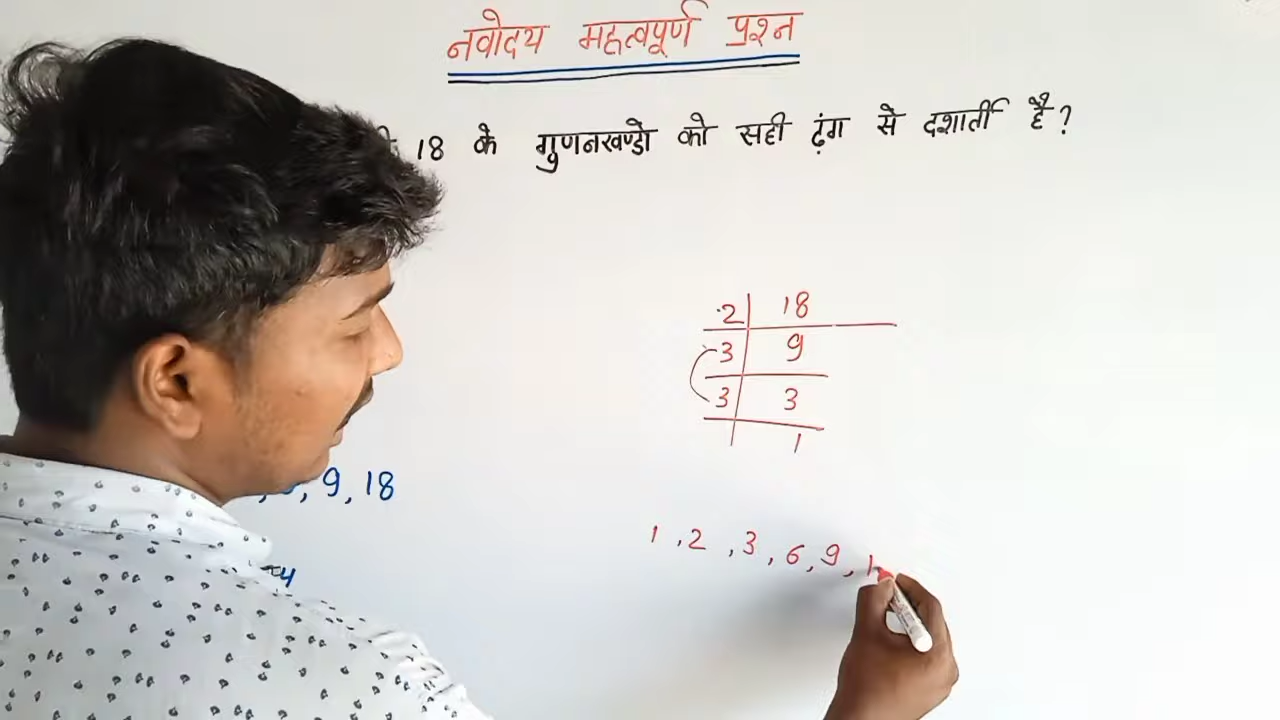 नवोदय महत्वपूर्ण प्रश्न
18 के गुणनखण्डो को सही ढ़ंग से दर्शाती है ?
2 | 18
3 | 9
3 | 3
1
, 9, 18
1 , 2 , 3 , 6 , 9 , 1